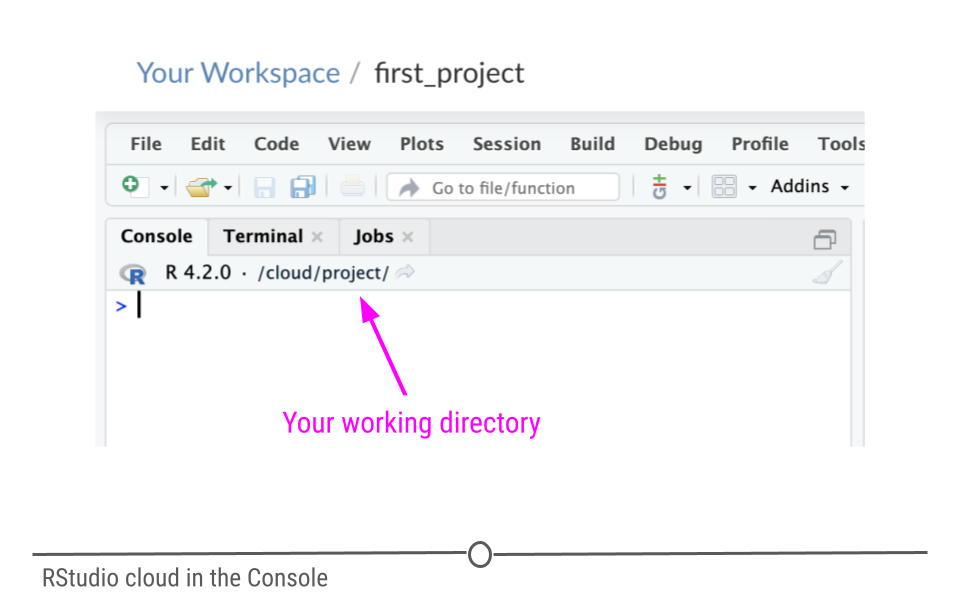 Your Workspace / first_project
File Edit Code View Plots Session Build Debug Profile Tools
Go to file/function Addins
Console Terminal × Jobs ×
R R 4.2.0 · /cloud/project/
>
Your working directory
RStudio cloud in the Console